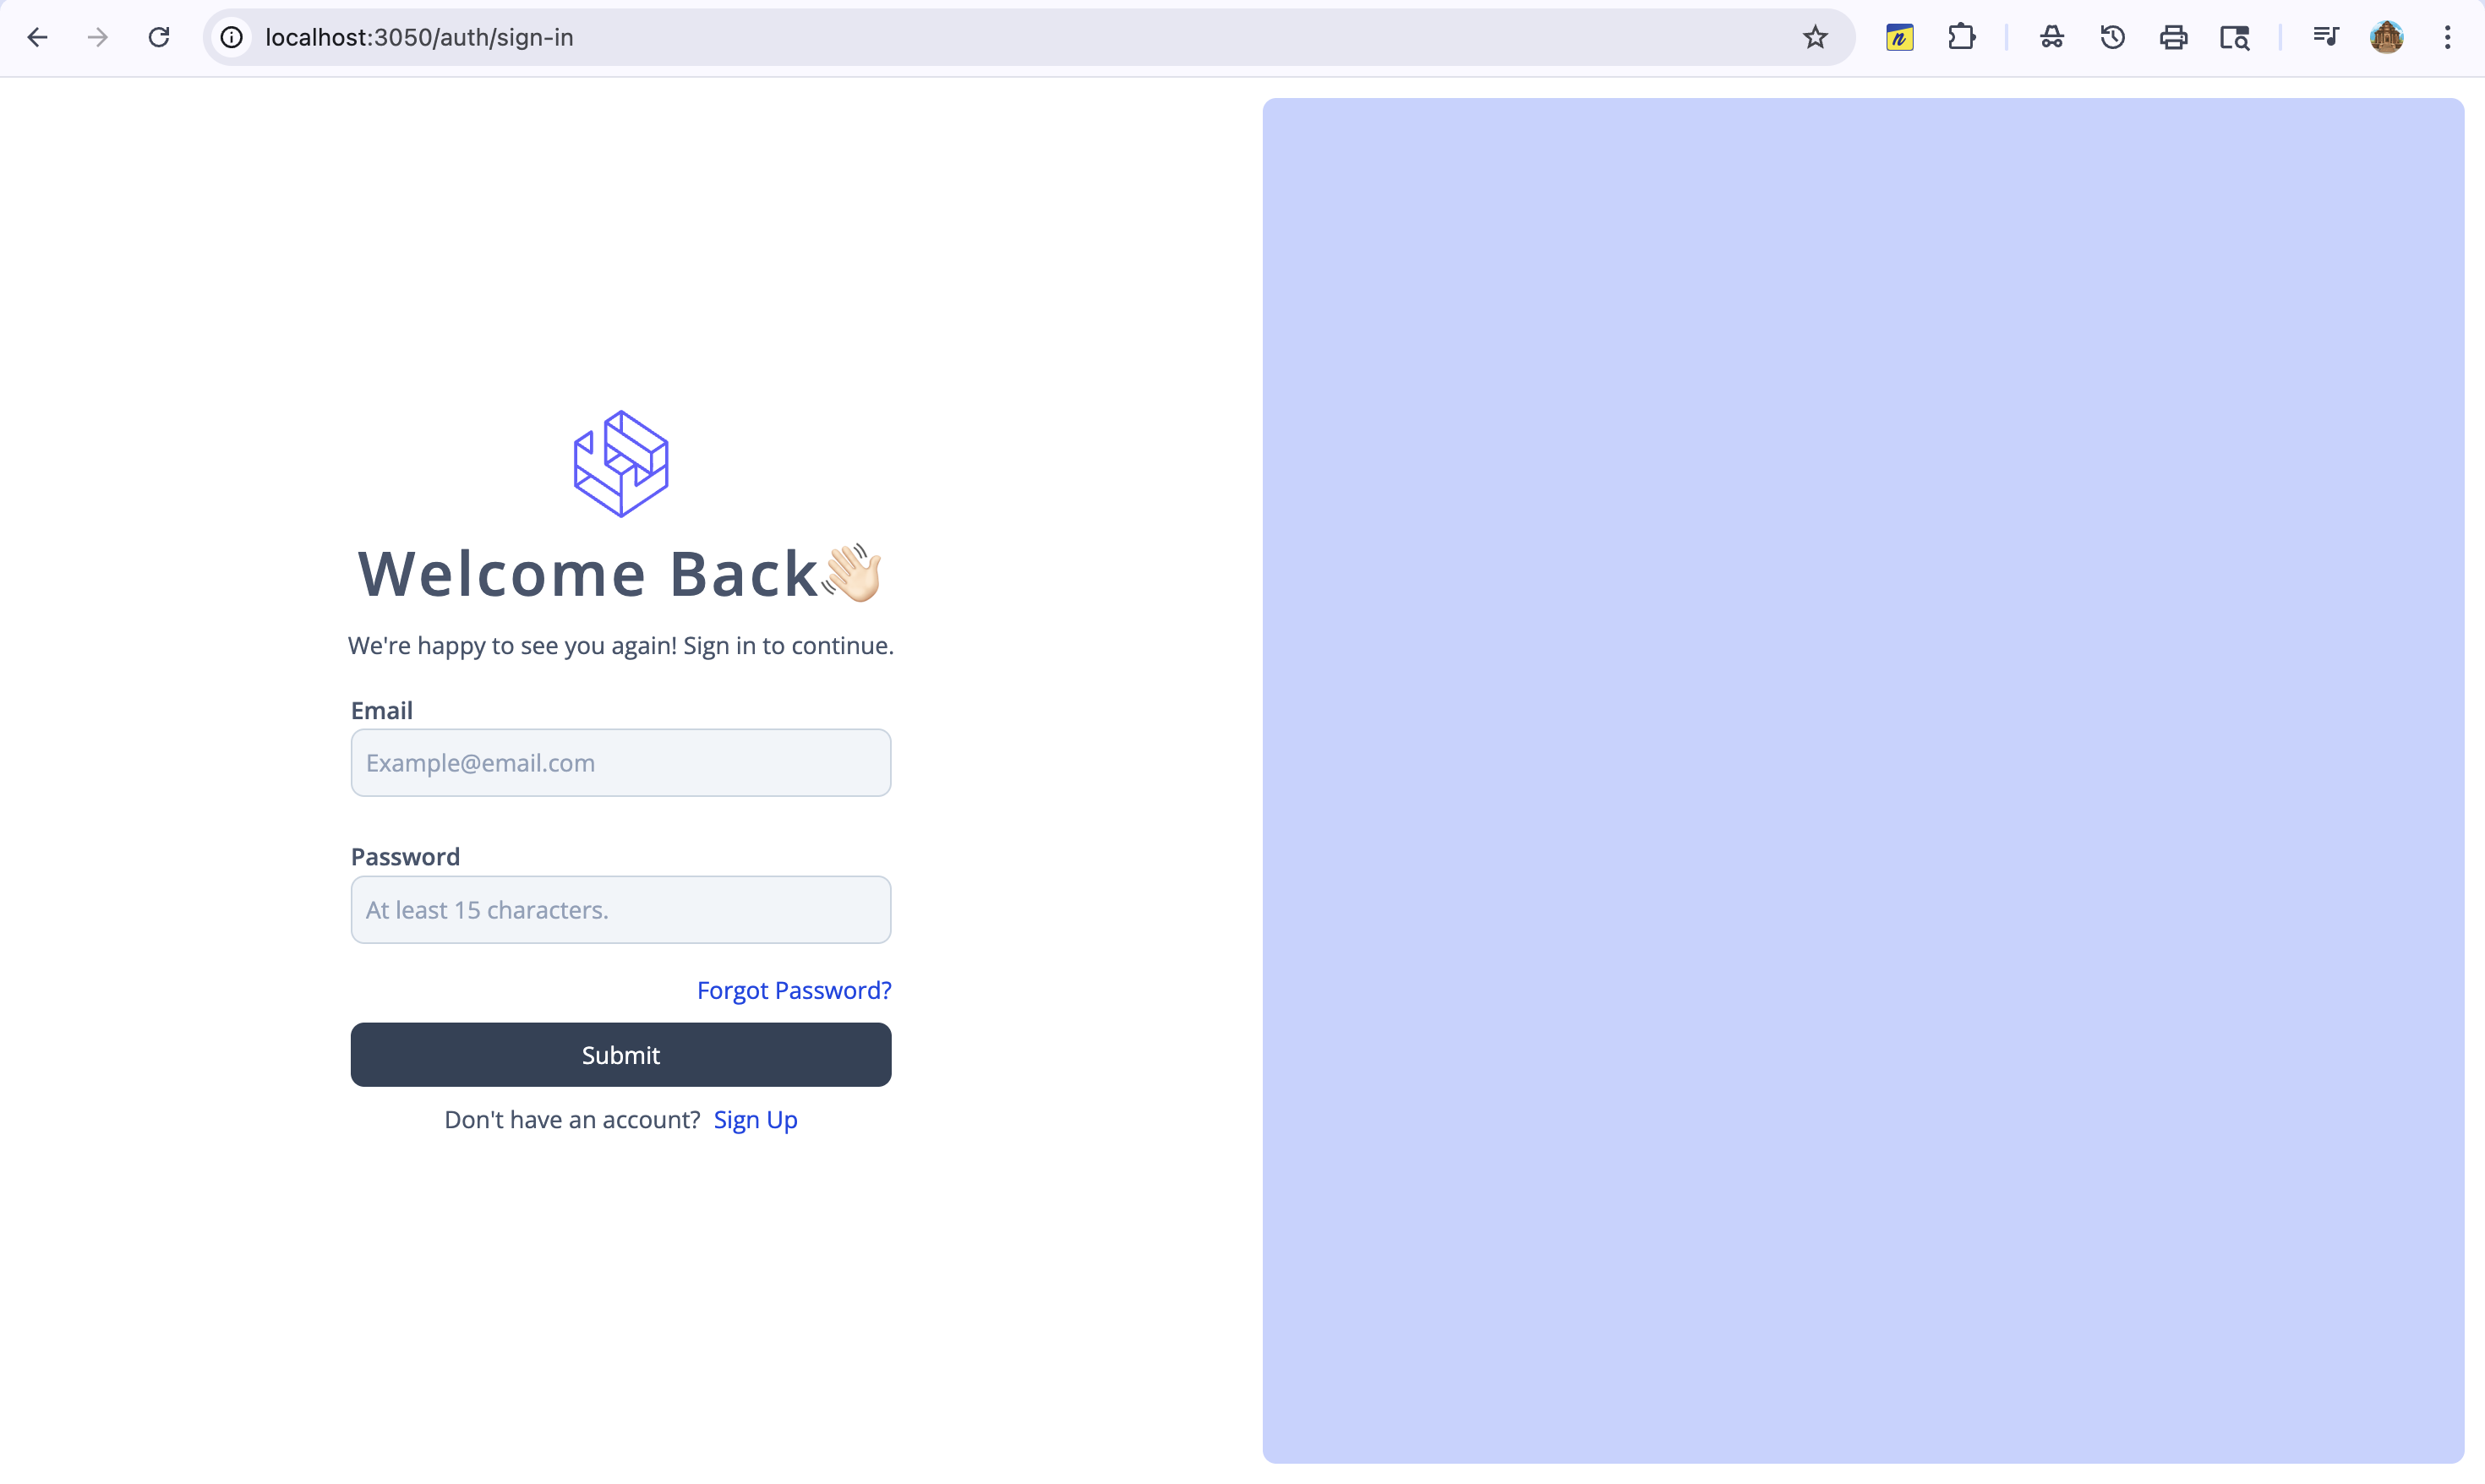 localhost:3050/auth/sign-in
n
Welcome Back👋🏻
We're happy to see you again! Sign in to continue.
Email
Example@email.com
Password
At least 15 characters.
Forgot Password?
Submit
Don't have an account? Sign Up